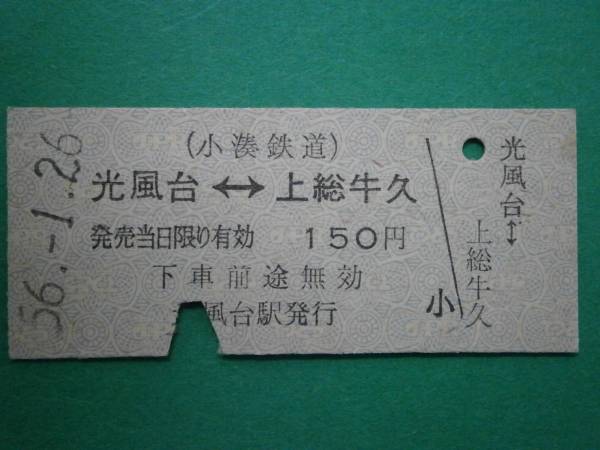 56.-1.26
(小湊鉄道)
光風台↔上総牛久
発売当日限り有効 150円
下車前途無効
風台駅発行
小
光風台↕上総牛久